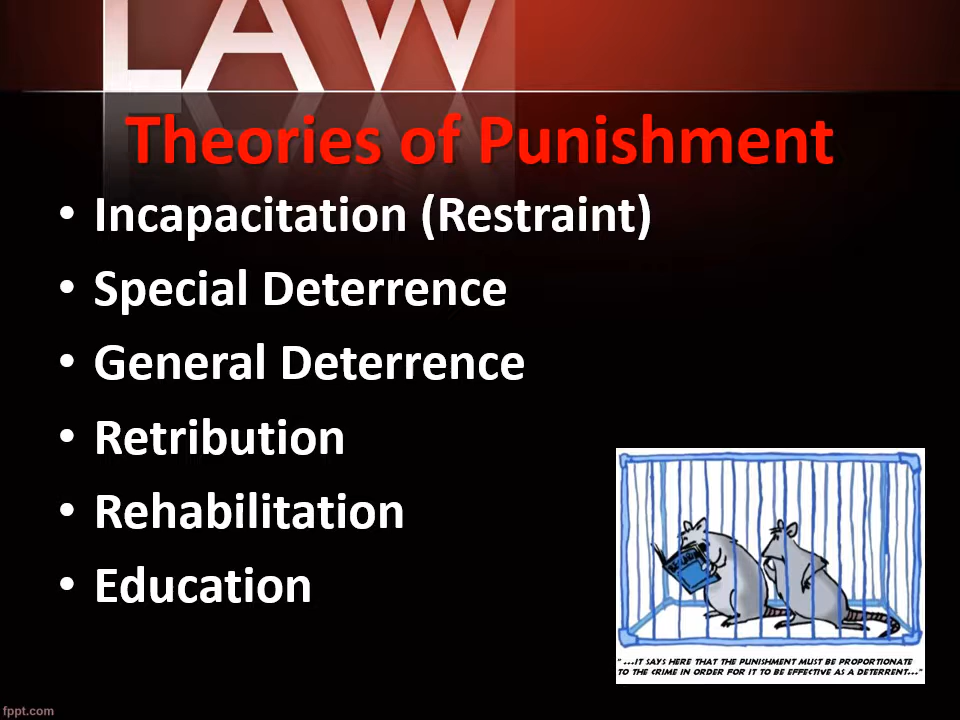 LAW
Theories of Punishment
• Incapacitation (Restraint)
• Special Deterrence
• General Deterrence
• Retribution
• Rehabilitation
• Education
" ...IT SAYS HERE THAT THE PUNISHMENT MUST BE PROPORTIONATE
TO THE CRIME IN ORDER FOR IT TO BE EFFECTIVE AS A DETERRENT..."
fppt.com